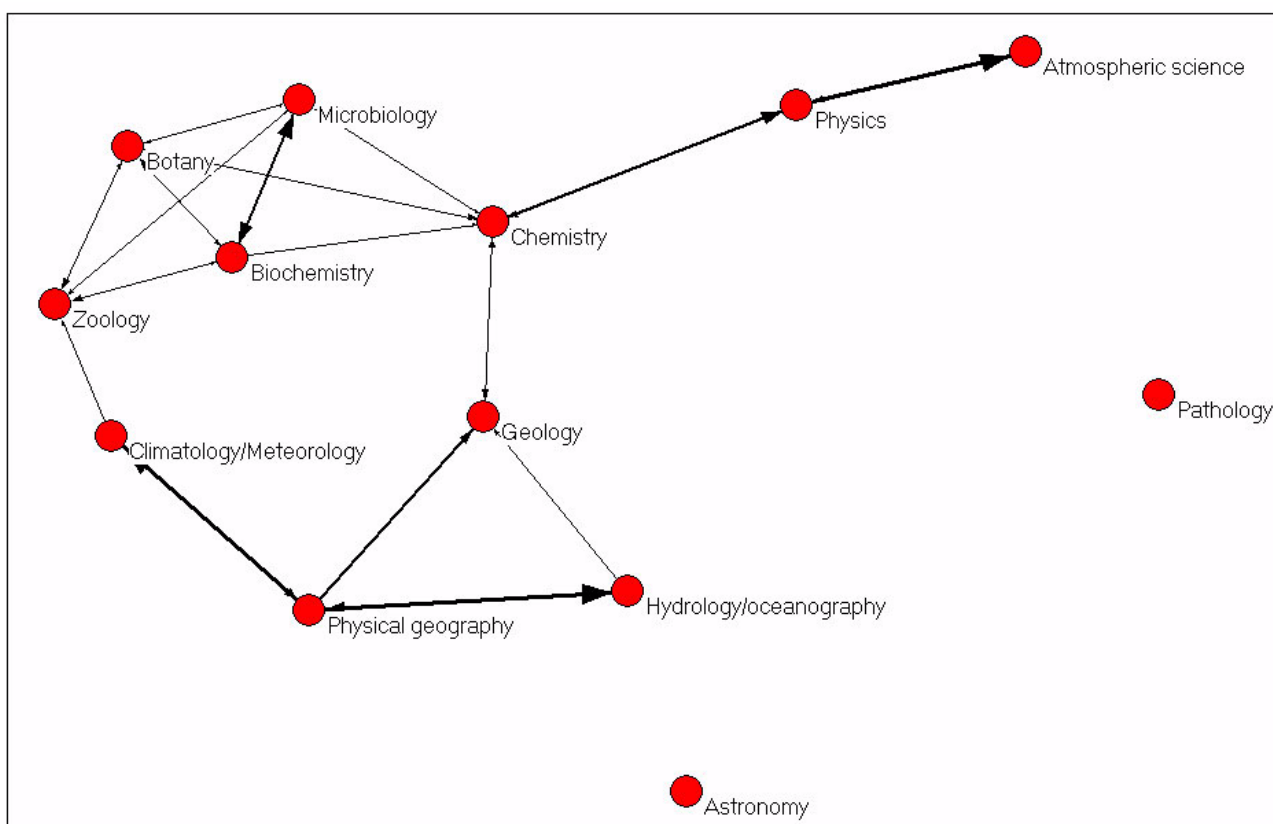 Atmospheric science
Microbiology
Physics
Botany
Chemistry
Biochemistry
Zoology
Pathology
Geology
Climatology/Meteorology
Hydrology/oceanography
Physical geography
Astronomy